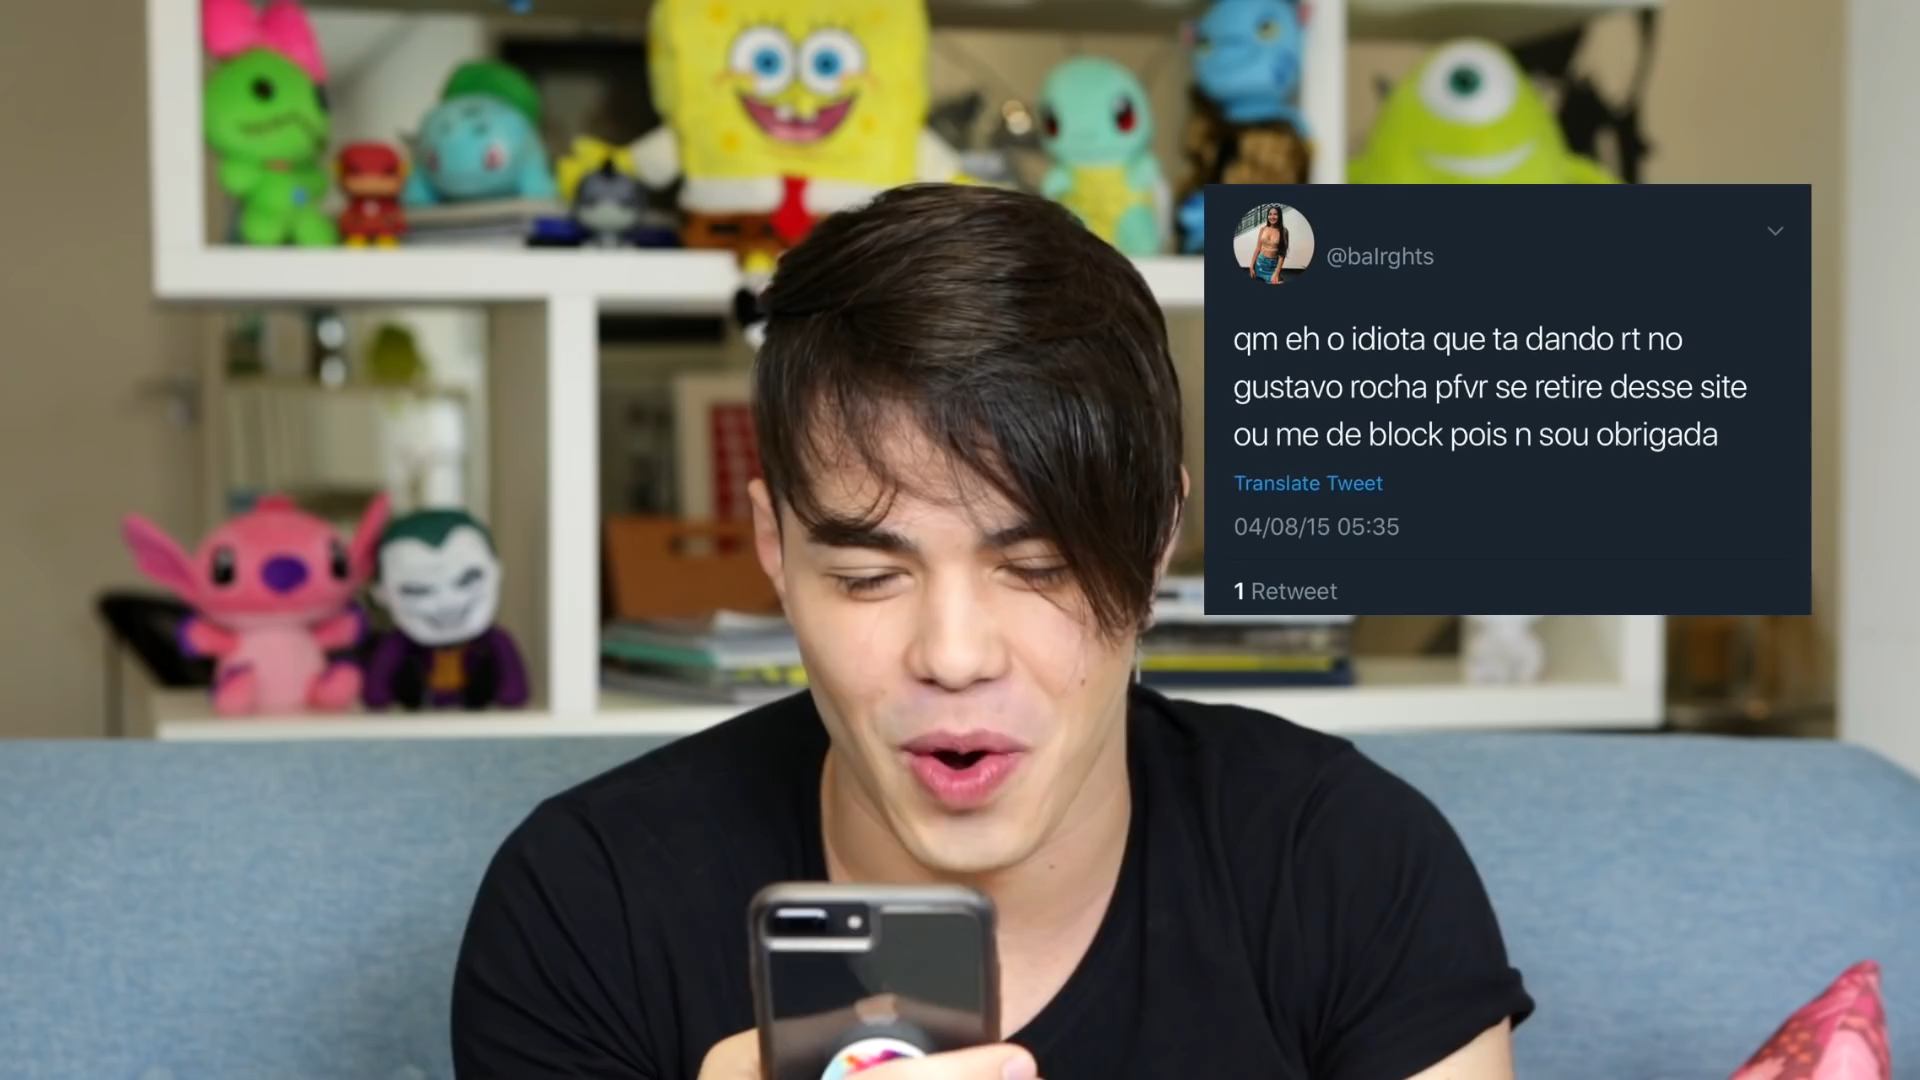 @balrghts
qm eh o idiota que ta dando rt no
gustavo rocha pfvr se retire desse site
ou me de block pois n sou obrigada
Translate Tweet
04/08/15 05:35
1 Retweet